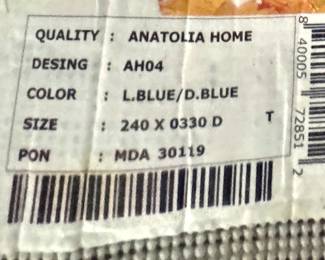 QUALITY : ANATOLIA HOME
DESING : AH04
COLOR : L.BLUE/D.BLUE
SIZE : 240 X 0330 D T
PON : MDA 30119
8 40005 72851 2